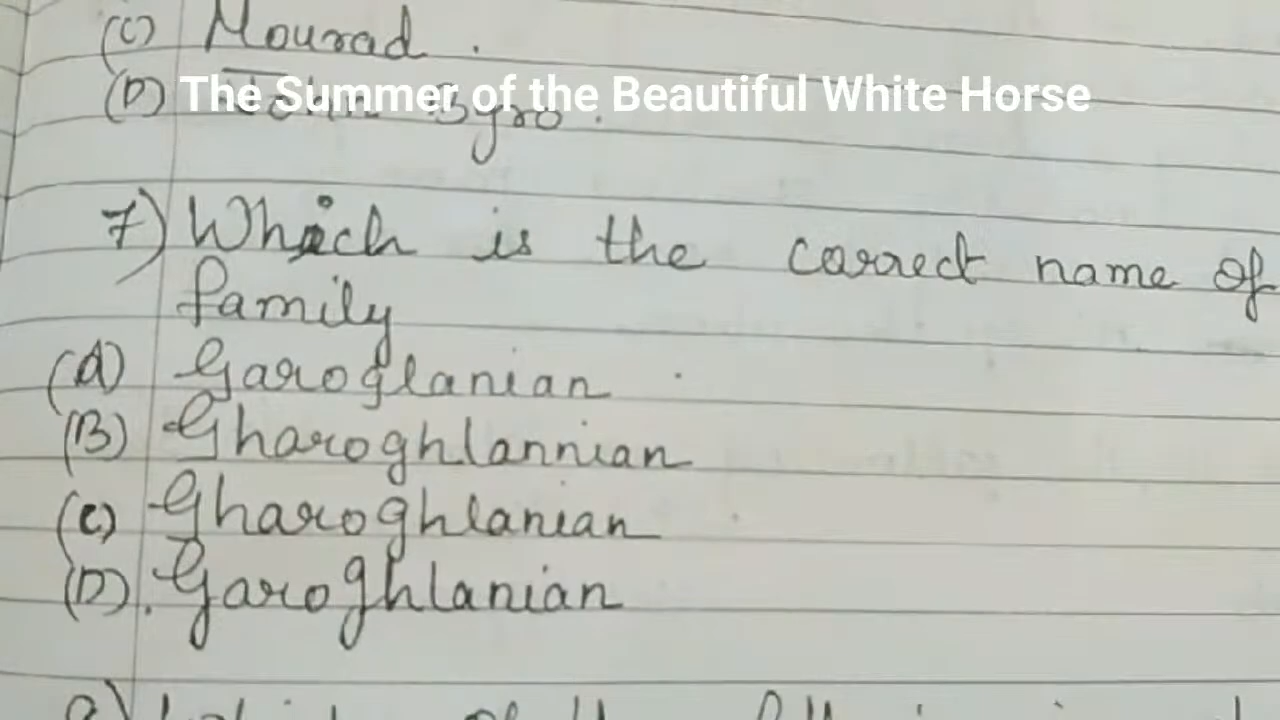 (C) Mourad.
(D)
The Summer of the Beautiful White Horse
7) Which is the correct name of
family
(A) Garoglanian.
(B) Gharoghlannian
(C) Gharoghlanian
(D). Garoghlanian